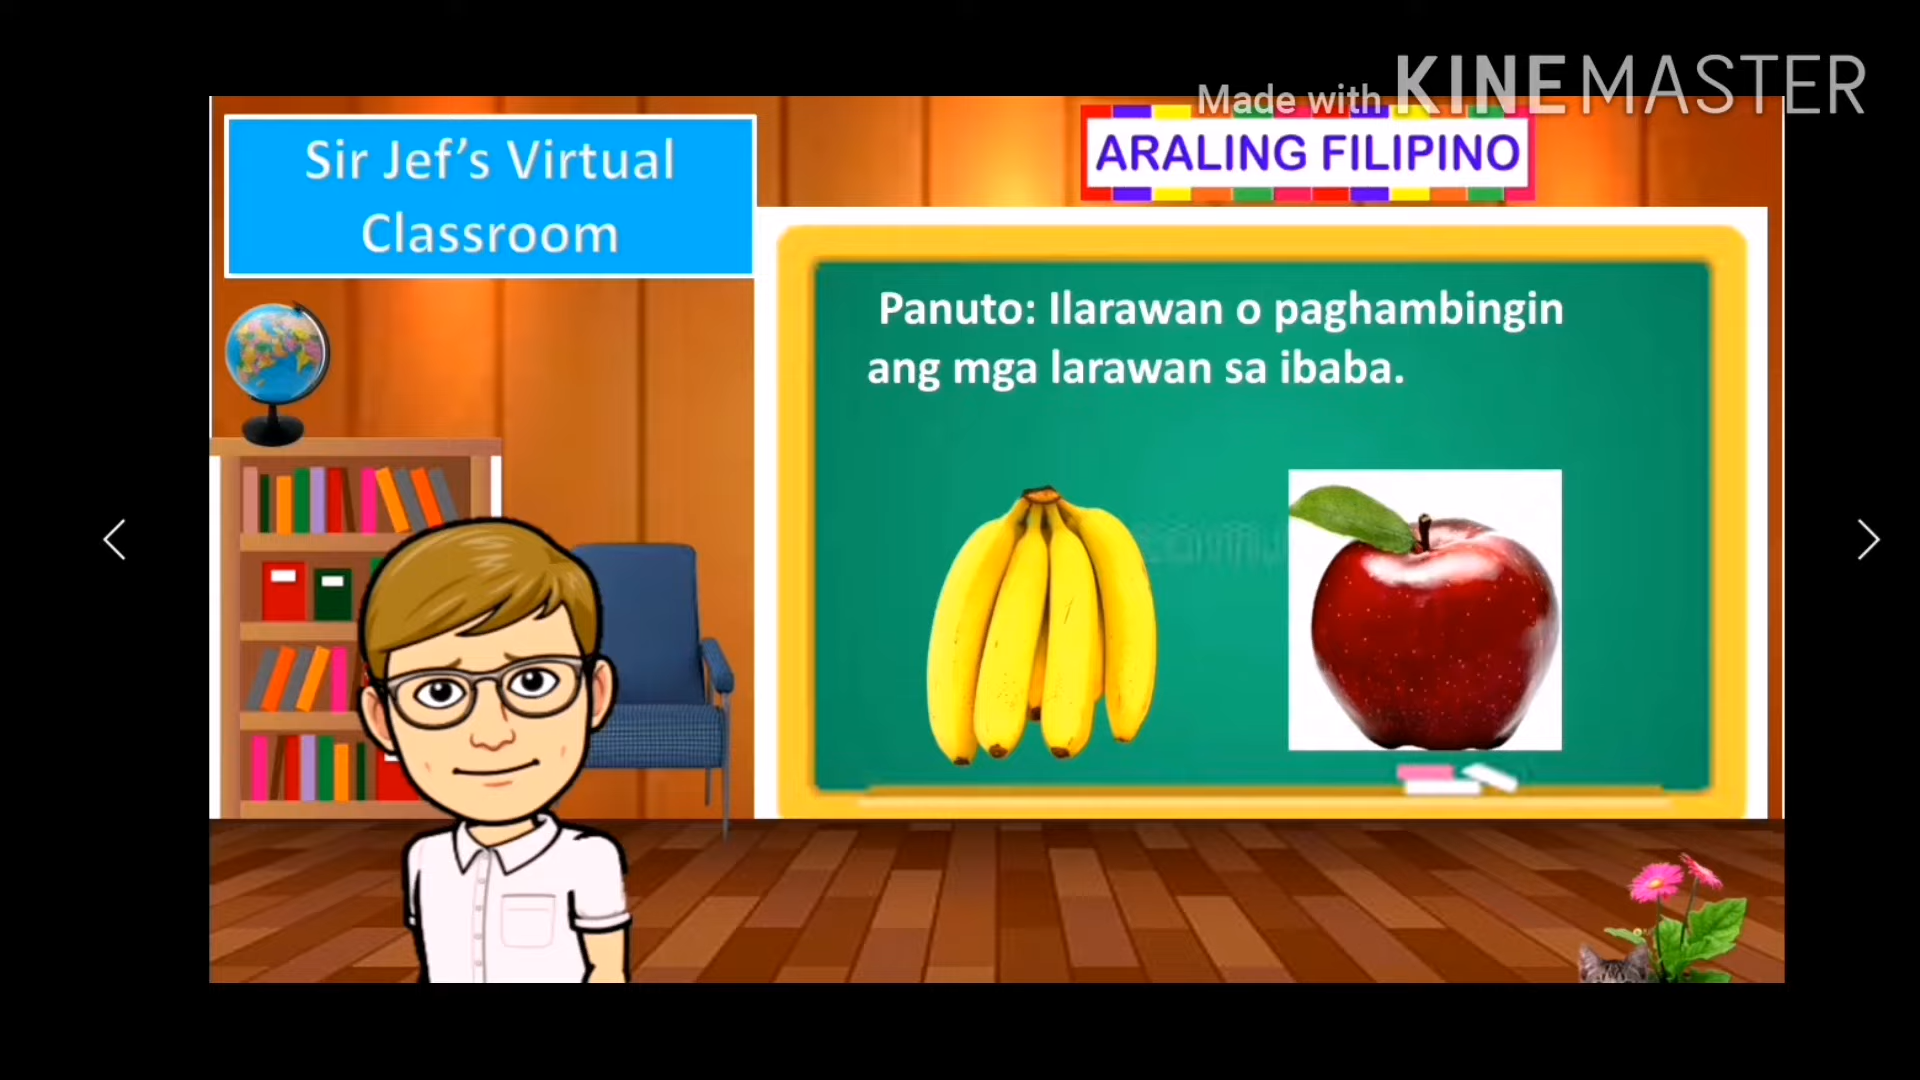 Made with KINEMASTER
Sir Jef's Virtual
Classroom
ARALING FILIPINO
Panuto: Ilarawan o paghambingin
ang mga larawan sa ibaba.